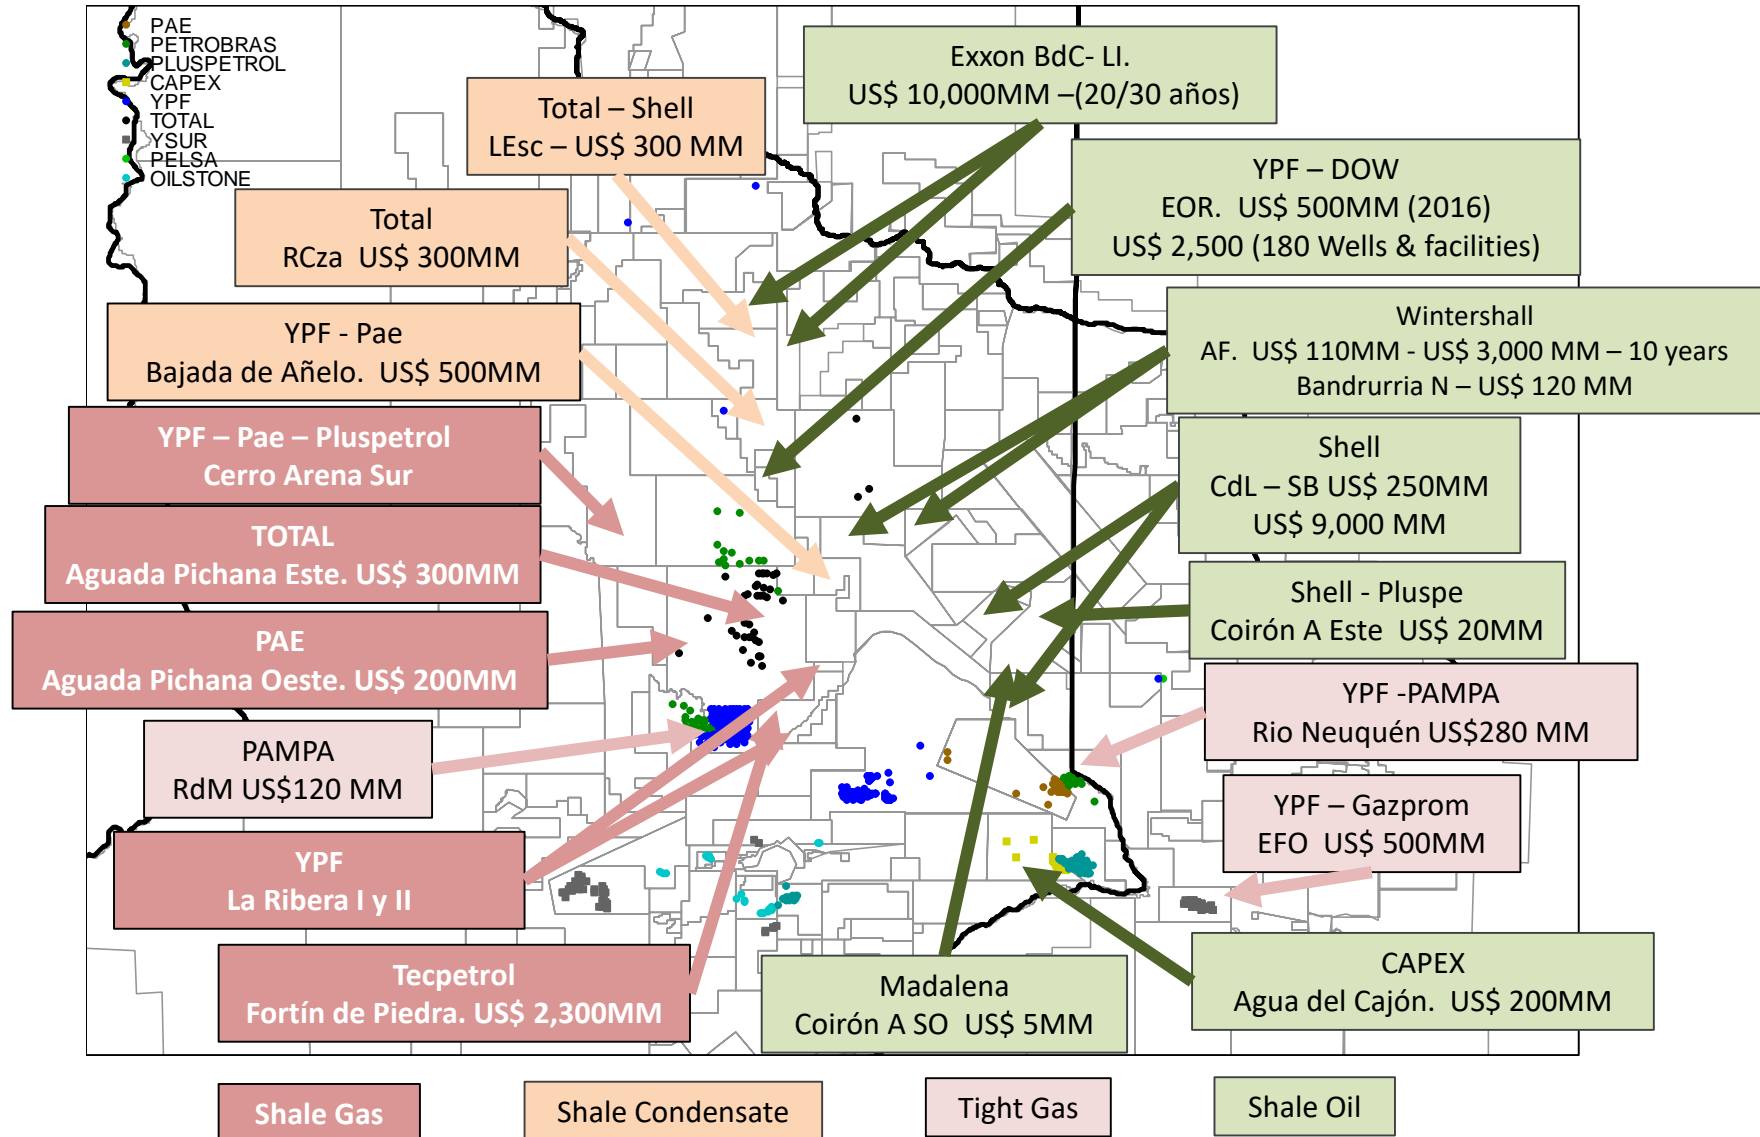 PAE
PETROBRAS
PLUSPETROL
CAPEX
YPF
TOTAL
YSUR
PELSA
OILSTONE
Exxon BdC- LI.
US$ 10,000MM –(20/30 años)
Total – Shell
LEsc – US$ 300 MM
YPF – DOW
EOR.  US$ 500MM (2016)
US$ 2,500 (180 Wells & facilities)
Total
RCza  US$ 300MM
YPF - Pae
Bajada de Añelo.  US$ 500MM
Wintershall
AF.  US$ 110MM - US$ 3,000 MM – 10 years
Bandrurria N – US$ 120 MM
YPF – Pae – Pluspetrol
Cerro Arena Sur
Shell
CdL – SB US$ 250MM
US$ 9,000 MM
TOTAL
Aguada Pichana Este. US$ 300MM
Shell - Pluspe
Coirón A Este  US$ 20MM
PAE
Aguada Pichana Oeste. US$ 200MM
YPF -PAMPA
Rio Neuquén US$280 MM
PAMPA
RdM US$120 MM
YPF – Gazprom
EFO  US$ 500MM
YPF
La Ribera I y II
Tecpetrol
Fortín de Piedra. US$ 2,300MM
Madalena
Coirón A SO  US$ 5MM
CAPEX
Agua del Cajón.  US$ 200MM
Shale Gas
Shale Condensate
Tight Gas
Shale Oil